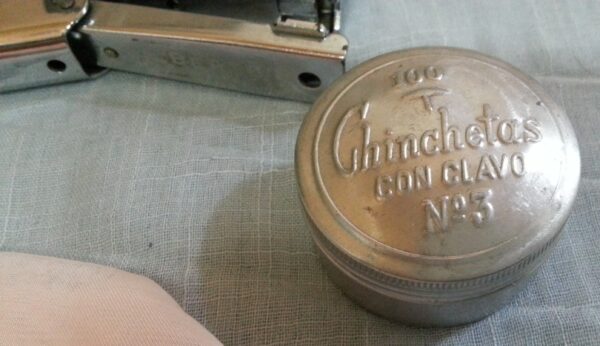 100
Chinchetas
CON CLAVO
Nº3